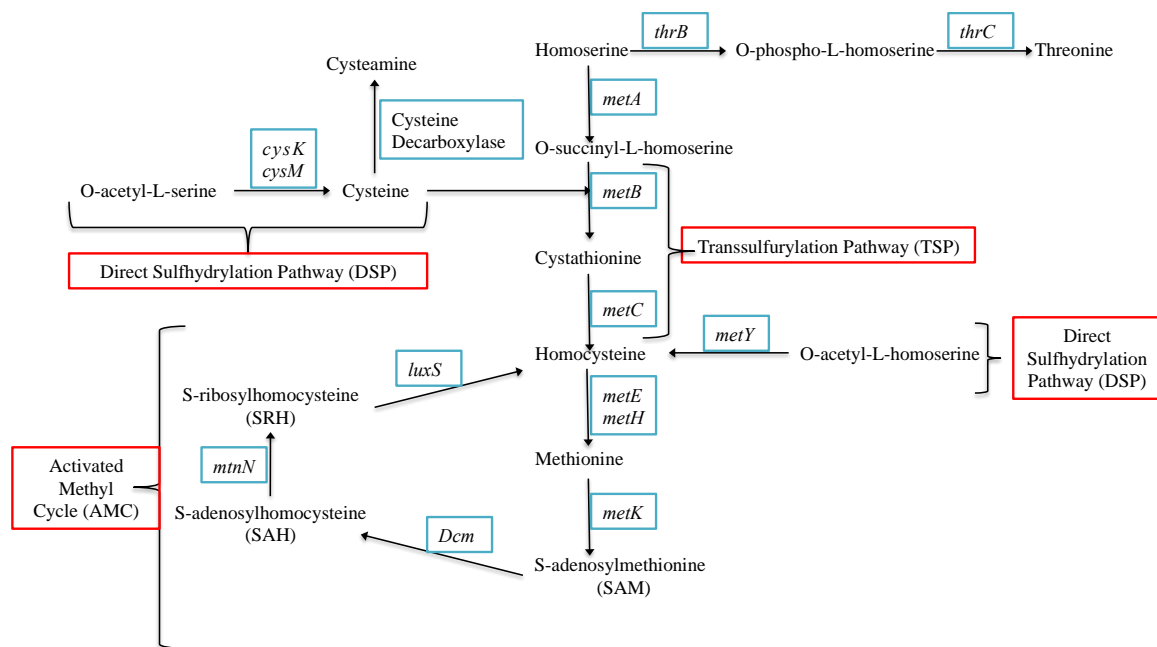 thrB
thrC
Homoserine
O-phospho-L-homoserine
Threonine
Cysteamine
metA
Cysteine
Decarboxylase
O-succinyl-L-homoserine
cysK
cysM
O-acetyl-L-serine
Cysteine
metB
Direct Sulfhydrylation Pathway (DSP)
Cystathionine
Transsulfurylation Pathway (TSP)
metC
metY
Homocysteine
O-acetyl-L-homoserine
Direct
Sulfhydrylation
Pathway (DSP)
luxS
S-ribosylhomocysteine
(SRH)
metE
metH
Activated
Methyl
Cycle (AMC)
mtnN
Methionine
S-adenosylhomocysteine
(SAH)
Dcm
metK
S-adenosylmethionine
(SAM)